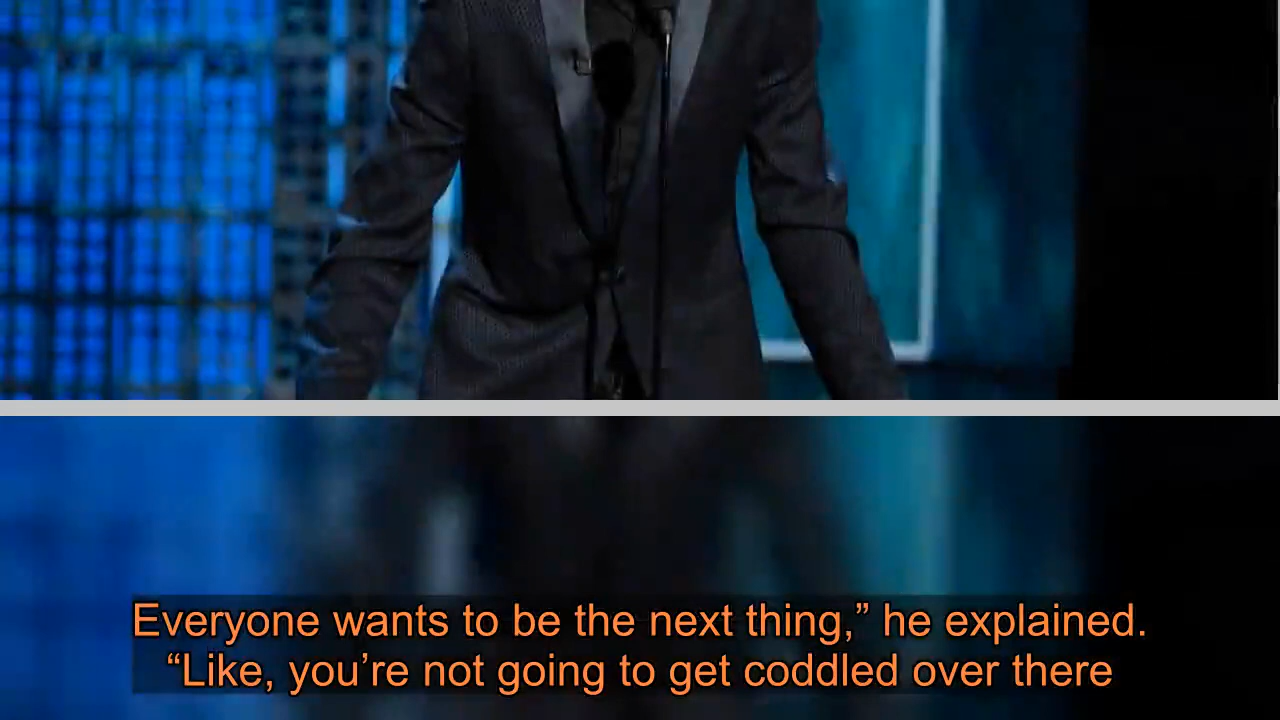 Everyone wants to be the next thing,” he explained.
“Like, you’re not going to get coddled over there